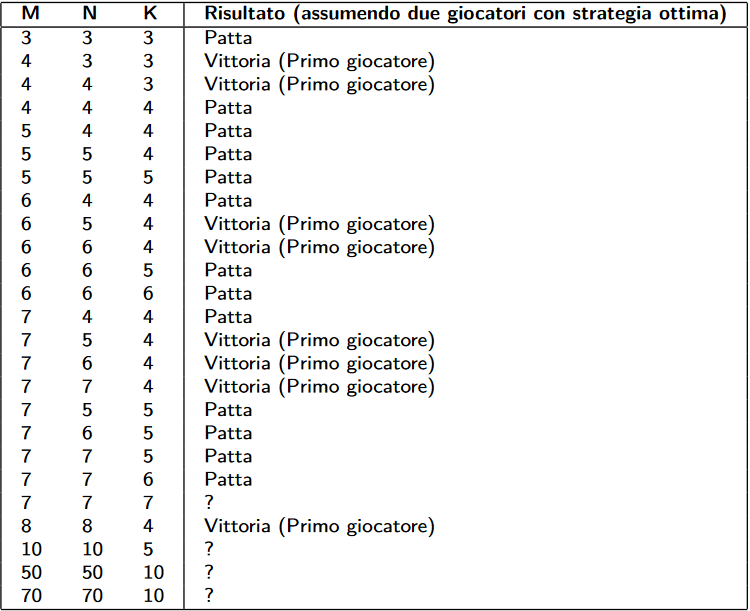 M N K Risultato (assumendo due giocatori con strategia ottima)
3 3 3 Patta
4 3 3 Vittoria (Primo giocatore)
4 4 3 Vittoria (Primo giocatore)
4 4 4 Patta
5 4 4 Patta
5 5 4 Patta
5 5 5 Patta
6 4 4 Patta
6 5 4 Vittoria (Primo giocatore)
6 6 4 Vittoria (Primo giocatore)
6 6 5 Patta
6 6 6 Patta
7 4 4 Patta
7 5 4 Vittoria (Primo giocatore)
7 6 4 Vittoria (Primo giocatore)
7 7 4 Vittoria (Primo giocatore)
7 5 5 Patta
7 6 5 Patta
7 7 5 Patta
7 7 6 Patta
7 7 7 ?
8 8 4 Vittoria (Primo giocatore)
10 10 5 ?
50 50 10 ?
70 70 10 ?